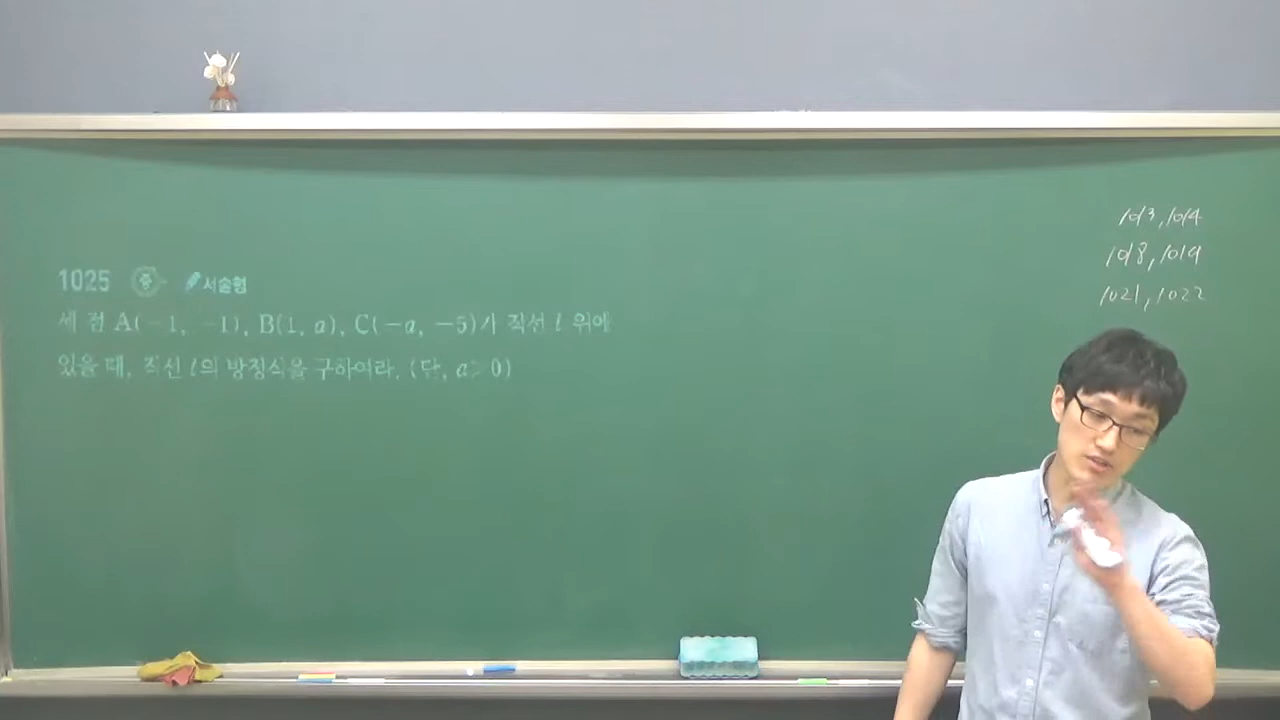 1025 중 서술형
세 점 A(-1, -1), B(1, a), C(-a, -5)가 직선 l 위에
있을 때, 직선 l의 방정식을 구하여라. (단, a>0)
1013, 1014
1018, 1019
1021, 1022